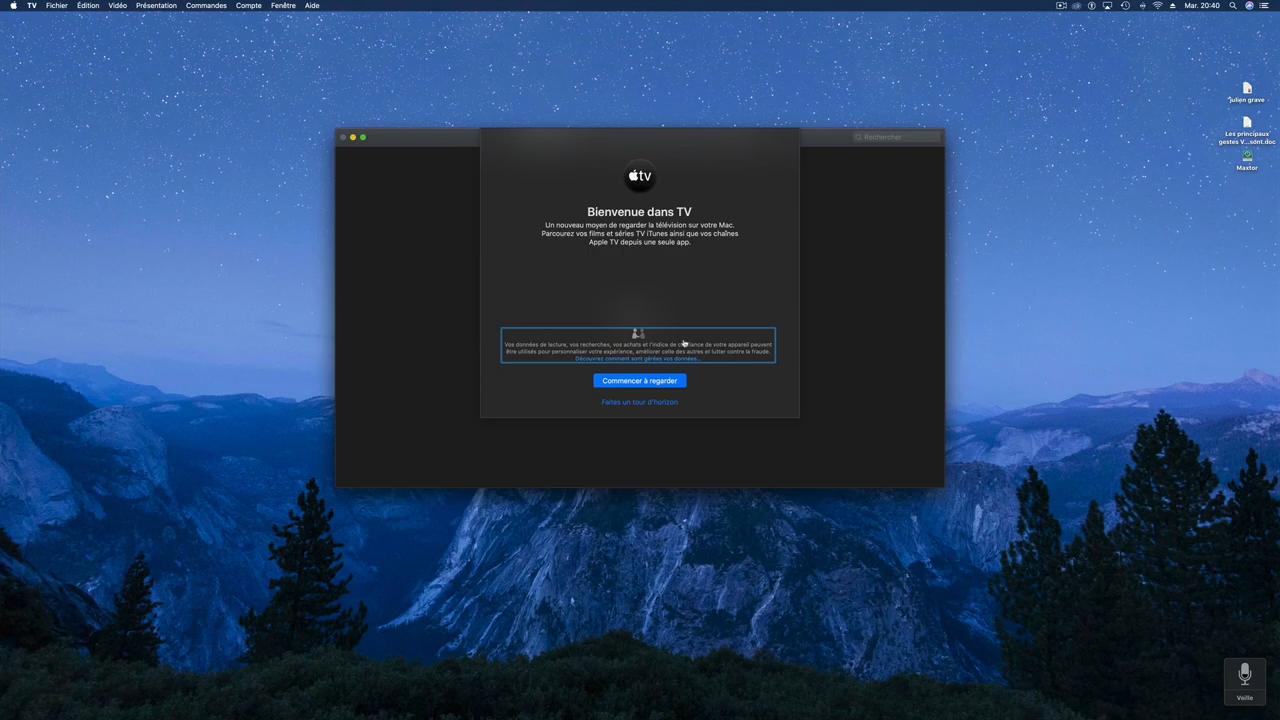 TV Fichier Édition Vidéo Présentation Commandes Compte Fenêtre Aide
Mar. 20:40
julien grave
Les principaux
gestes V...sont.doc
Maxtor
Rechercher
tv
Bienvenue dans TV
Un nouveau moyen de regarder la télévision sur votre Mac.
Parcourez vos films et séries TV iTunes ainsi que vos chaînes
Apple TV depuis une seule app.
Vos données de lecture, vos recherches, vos achats et l'indice de confiance de votre appareil peuvent
être utilisés pour personnaliser votre expérience, améliorer celle des autres et lutter contre la fraude.
Découvrez comment sont gérées vos données...
Commencer à regarder
Faites un tour d'horizon
Veille